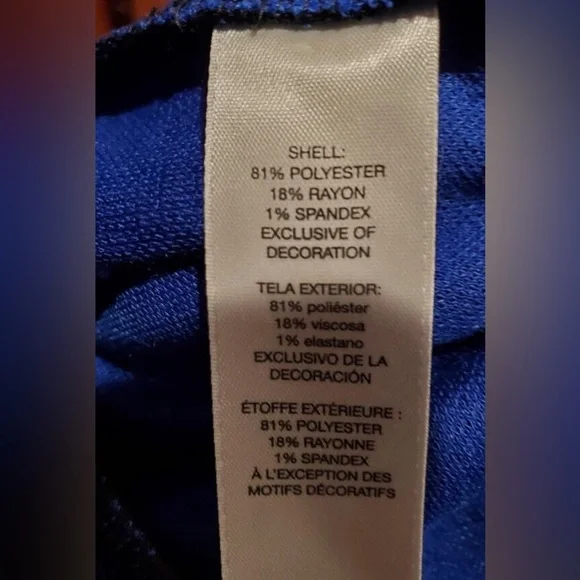 SHELL:
81% POLYESTER
18% RAYON
1% SPANDEX
EXCLUSIVE OF
DECORATION
TELA EXTERIOR:
81% poliéster
18% viscosa
1% elastano
EXCLUSIVO DE LA
DECORACIÓN
ÉTOFFE EXTÉRIEURE :
81% POLYESTER
18% RAYONNE
1% SPANDEX
À L'EXCEPTION DES
MOTIFS DÉCORATIFS